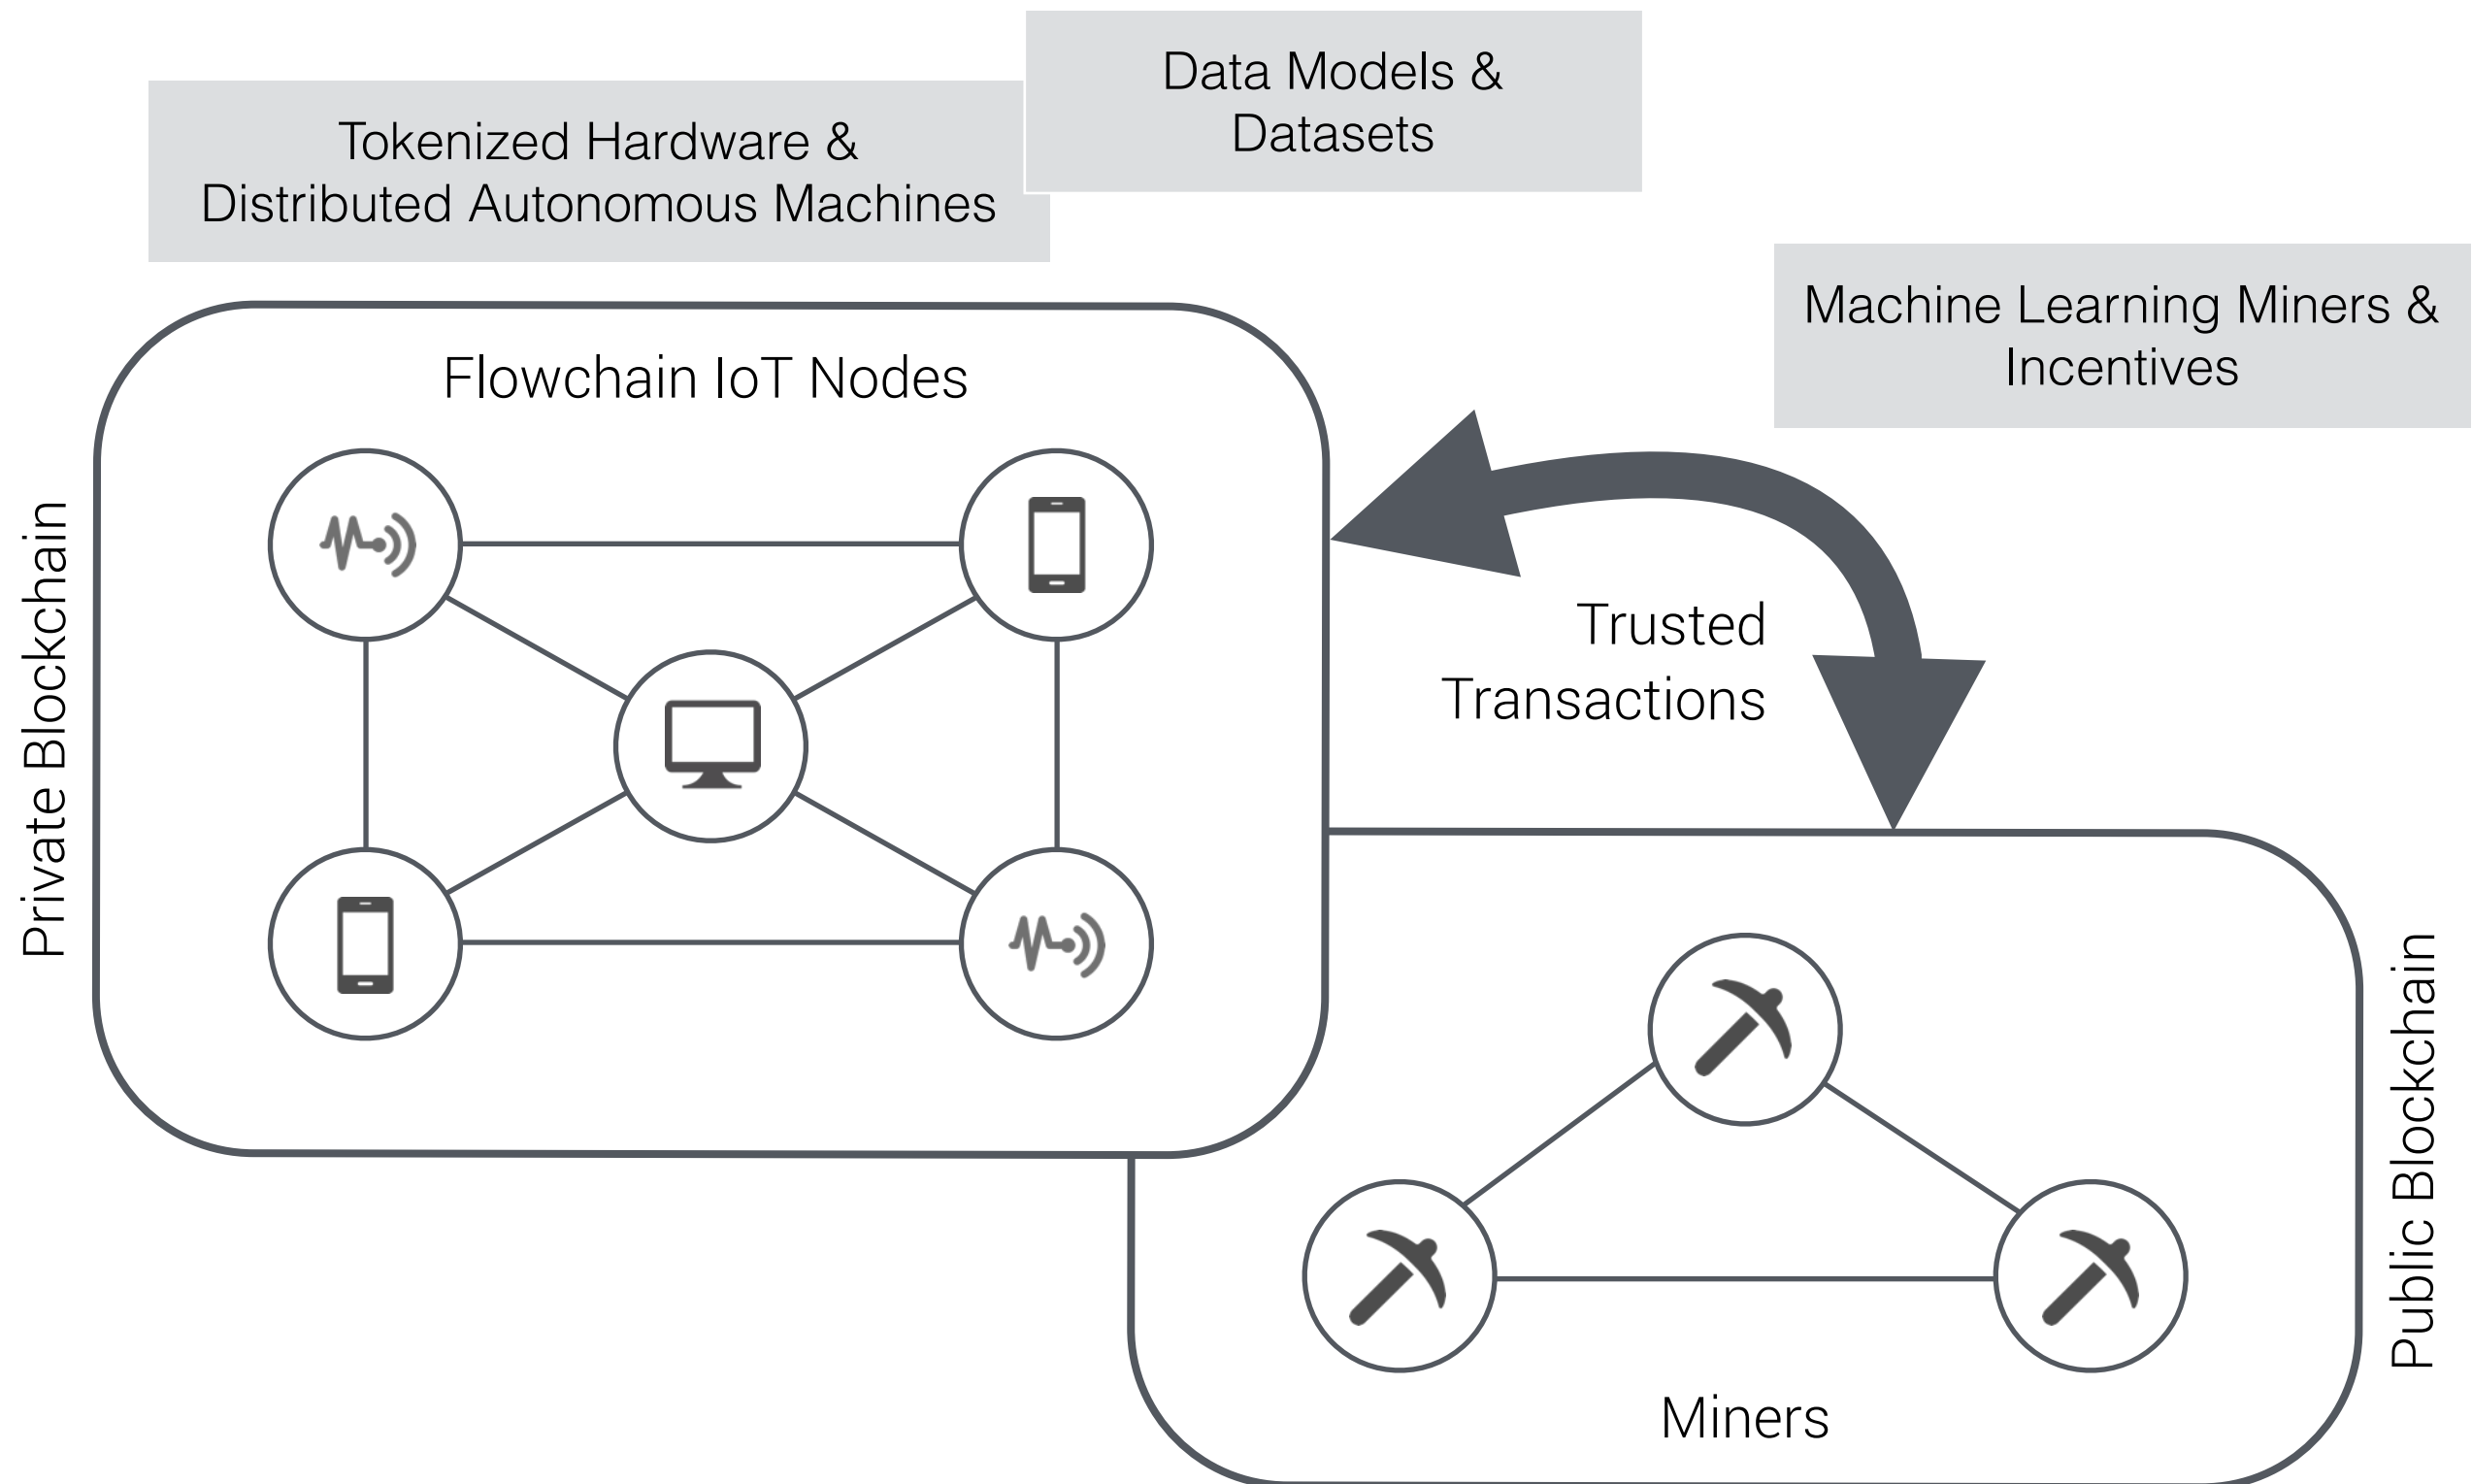 Data Models &
Datasets
Tokenized Hardware &
Distributed Autonomous Machines
Machine Learning Miners &
Incentives
Flowchain IoT Nodes
Private Blockchain
Trusted
Transactions
Public Blockchain
Miners